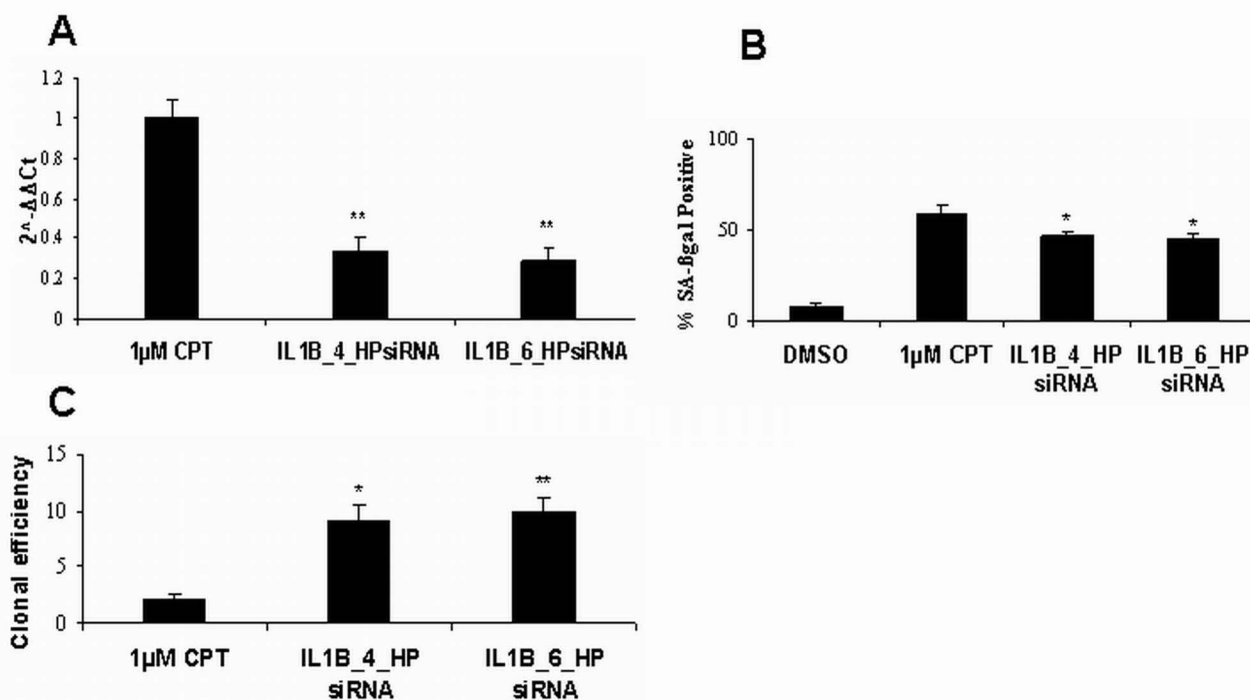 A
1.2
1
0.8
0.6
0.4
0.2
0
2^-ΔΔCt
**
**
1µM CPT IL1B_4_HPsiRNA IL1B_6_HPsiRNA
B
100
50
0
% SA-ßgal Positive
*
*
DMSO 1µM CPT IL1B_4_HP IL1B_6_HP
siRNA siRNA
C
15
10
5
0
Clonal efficiency
*
**
1µM CPT IL1B_4_HP IL1B_6_HP
siRNA siRNA